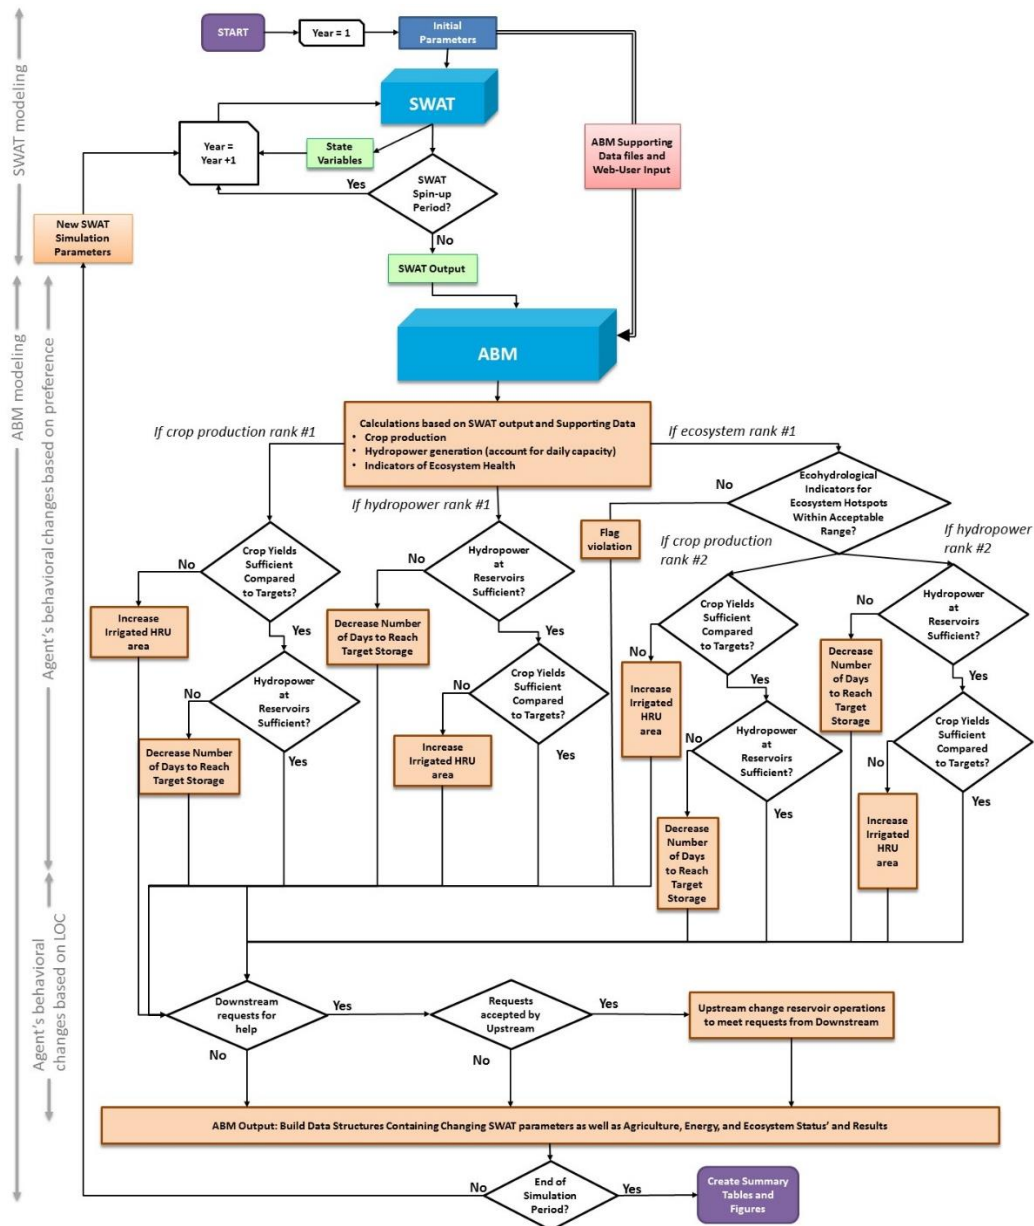 START
Year = 1
Initial
Parameters
SWAT modeling
SWAT
Year =
Year +1
State
Variables
ABM Supporting
Data files and
Web-User Input
Yes
SWAT
Spin-up
Period?
New SWAT
Simulation
Parameters
No
SWAT Output
ABM
ABM modeling
Agent's behavioral changes based on preference
If crop production rank #1
Calculations based on SWAT output and Supporting Data
• Crop production
• Hydropower generation (account for daily capacity)
• Indicators of Ecosystem Health
If ecosystem rank #1
If hydropower rank #1
No
Ecohydrological
Indicators for
Ecosystem Hotspots
Within Acceptable
Range?
Flag
violation
If crop production
rank #2
If hydropower
rank #2
No
Crop Yields
Sufficient
Compared
to Targets?
No
Hydropower
at
Reservoirs
Sufficient?
Increase
Irrigated HRU
area
Decrease Number
of Days to Reach
Target Storage
Yes
Yes
Crop Yields
Sufficient
Compared
to Targets?
No
Hydropower
at
Reservoirs
Sufficient?
No
No
Hydropower
at
Reservoirs
Sufficient?
No
Crop Yields
Sufficient
Compared
to Targets?
Increase
Irrigated
HRU
area
Yes
Decrease
Number
of Days to
Reach
Target
Storage
Yes
Decrease Number
of Days to Reach
Target Storage
Yes
Increase
Irrigated HRU
area
Yes
No
Hydropower
at
Reservoirs
Sufficient?
Yes
No
Crop Yields
Sufficient
Compared
to Targets?
Yes
Decrease
Number
of Days
to Reach
Target
Storage
Increase
Irrigated
HRU
area
Agent's behavioral
changes based on LOC
Downstream
requests for
help
Yes
Requests
accepted by
Upstream
Yes
Upstream change reservoir operations
to meet requests from Downstream
No
No
ABM Output: Build Data Structures Containing Changing SWAT parameters as well as Agriculture, Energy, and Ecosystem Status' and Results
No
End of
Simulation
Period?
Yes
Create Summary
Tables and
Figures